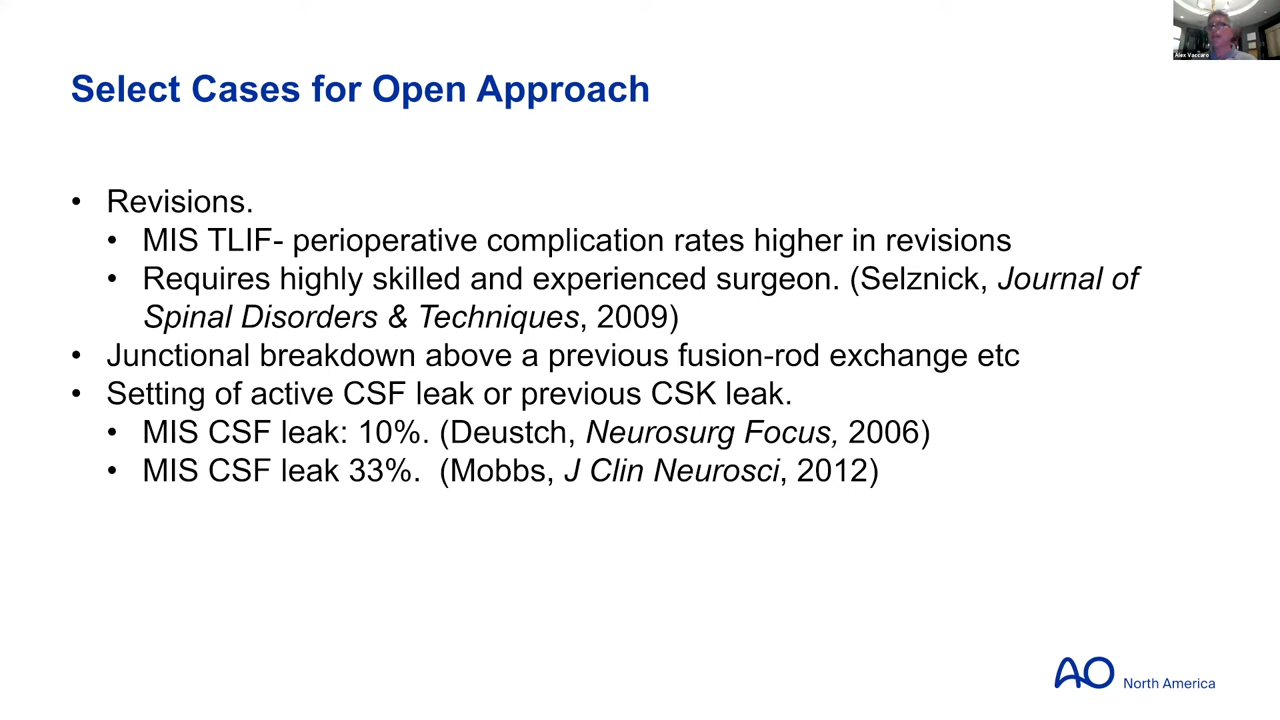 Alex Vaccaro
Select Cases for Open Approach
• Revisions.
• MIS TLIF- perioperative complication rates higher in revisions
• Requires highly skilled and experienced surgeon. (Selznick, Journal of
Spinal Disorders & Techniques, 2009)
• Junctional breakdown above a previous fusion-rod exchange etc
• Setting of active CSF leak or previous CSK leak.
• MIS CSF leak: 10%. (Deustch, Neurosurg Focus, 2006)
• MIS CSF leak 33%.  (Mobbs, J Clin Neurosci, 2012)
AO North America